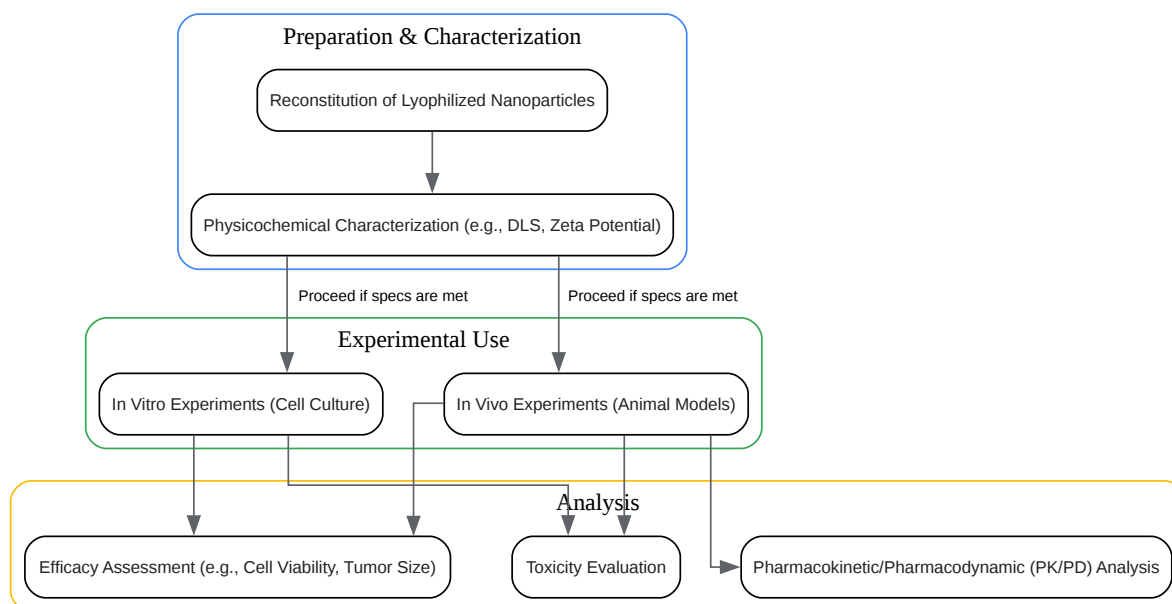 Preparation & Characterization
Reconstitution of Lyophilized Nanoparticles
Physicochemical Characterization (e.g., DLS, Zeta Potential)
Proceed if specs are met
Proceed if specs are met
Experimental Use
In Vitro Experiments (Cell Culture)
In Vivo Experiments (Animal Models)
Analysis
Efficacy Assessment (e.g., Cell Viability, Tumor Size)
Toxicity Evaluation
Pharmacokinetic/Pharmacodynamic (PK/PD) Analysis